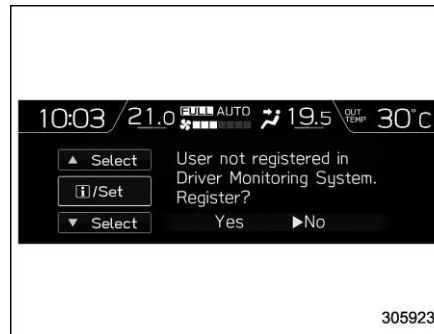 10:03 21.0 FULL AUTO 19.5 OUT TEMP 30°C
▲ Select
i/Set
▼ Select
User not registered in
Driver Monitoring System.
Register?
Yes ▶No
305923